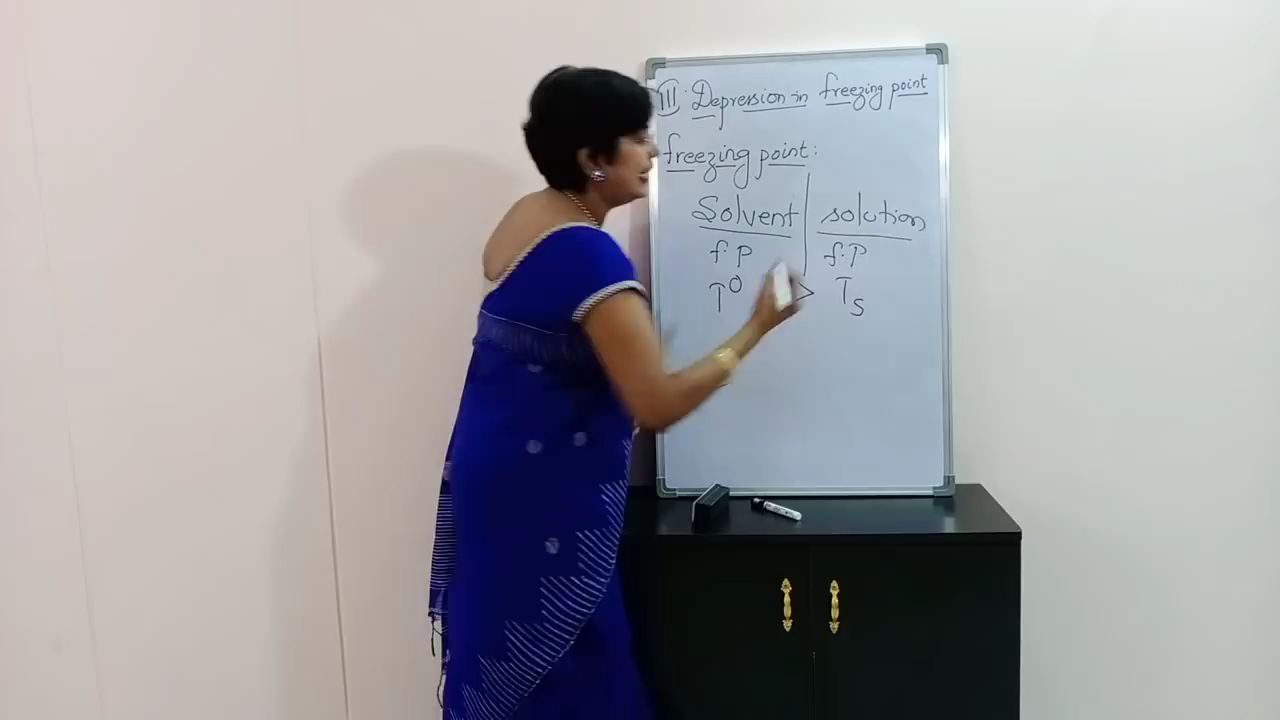 III. Depression in freezing point
freezing point:
Solvent | solution
f.p f.p
T⁰ > Tₛ